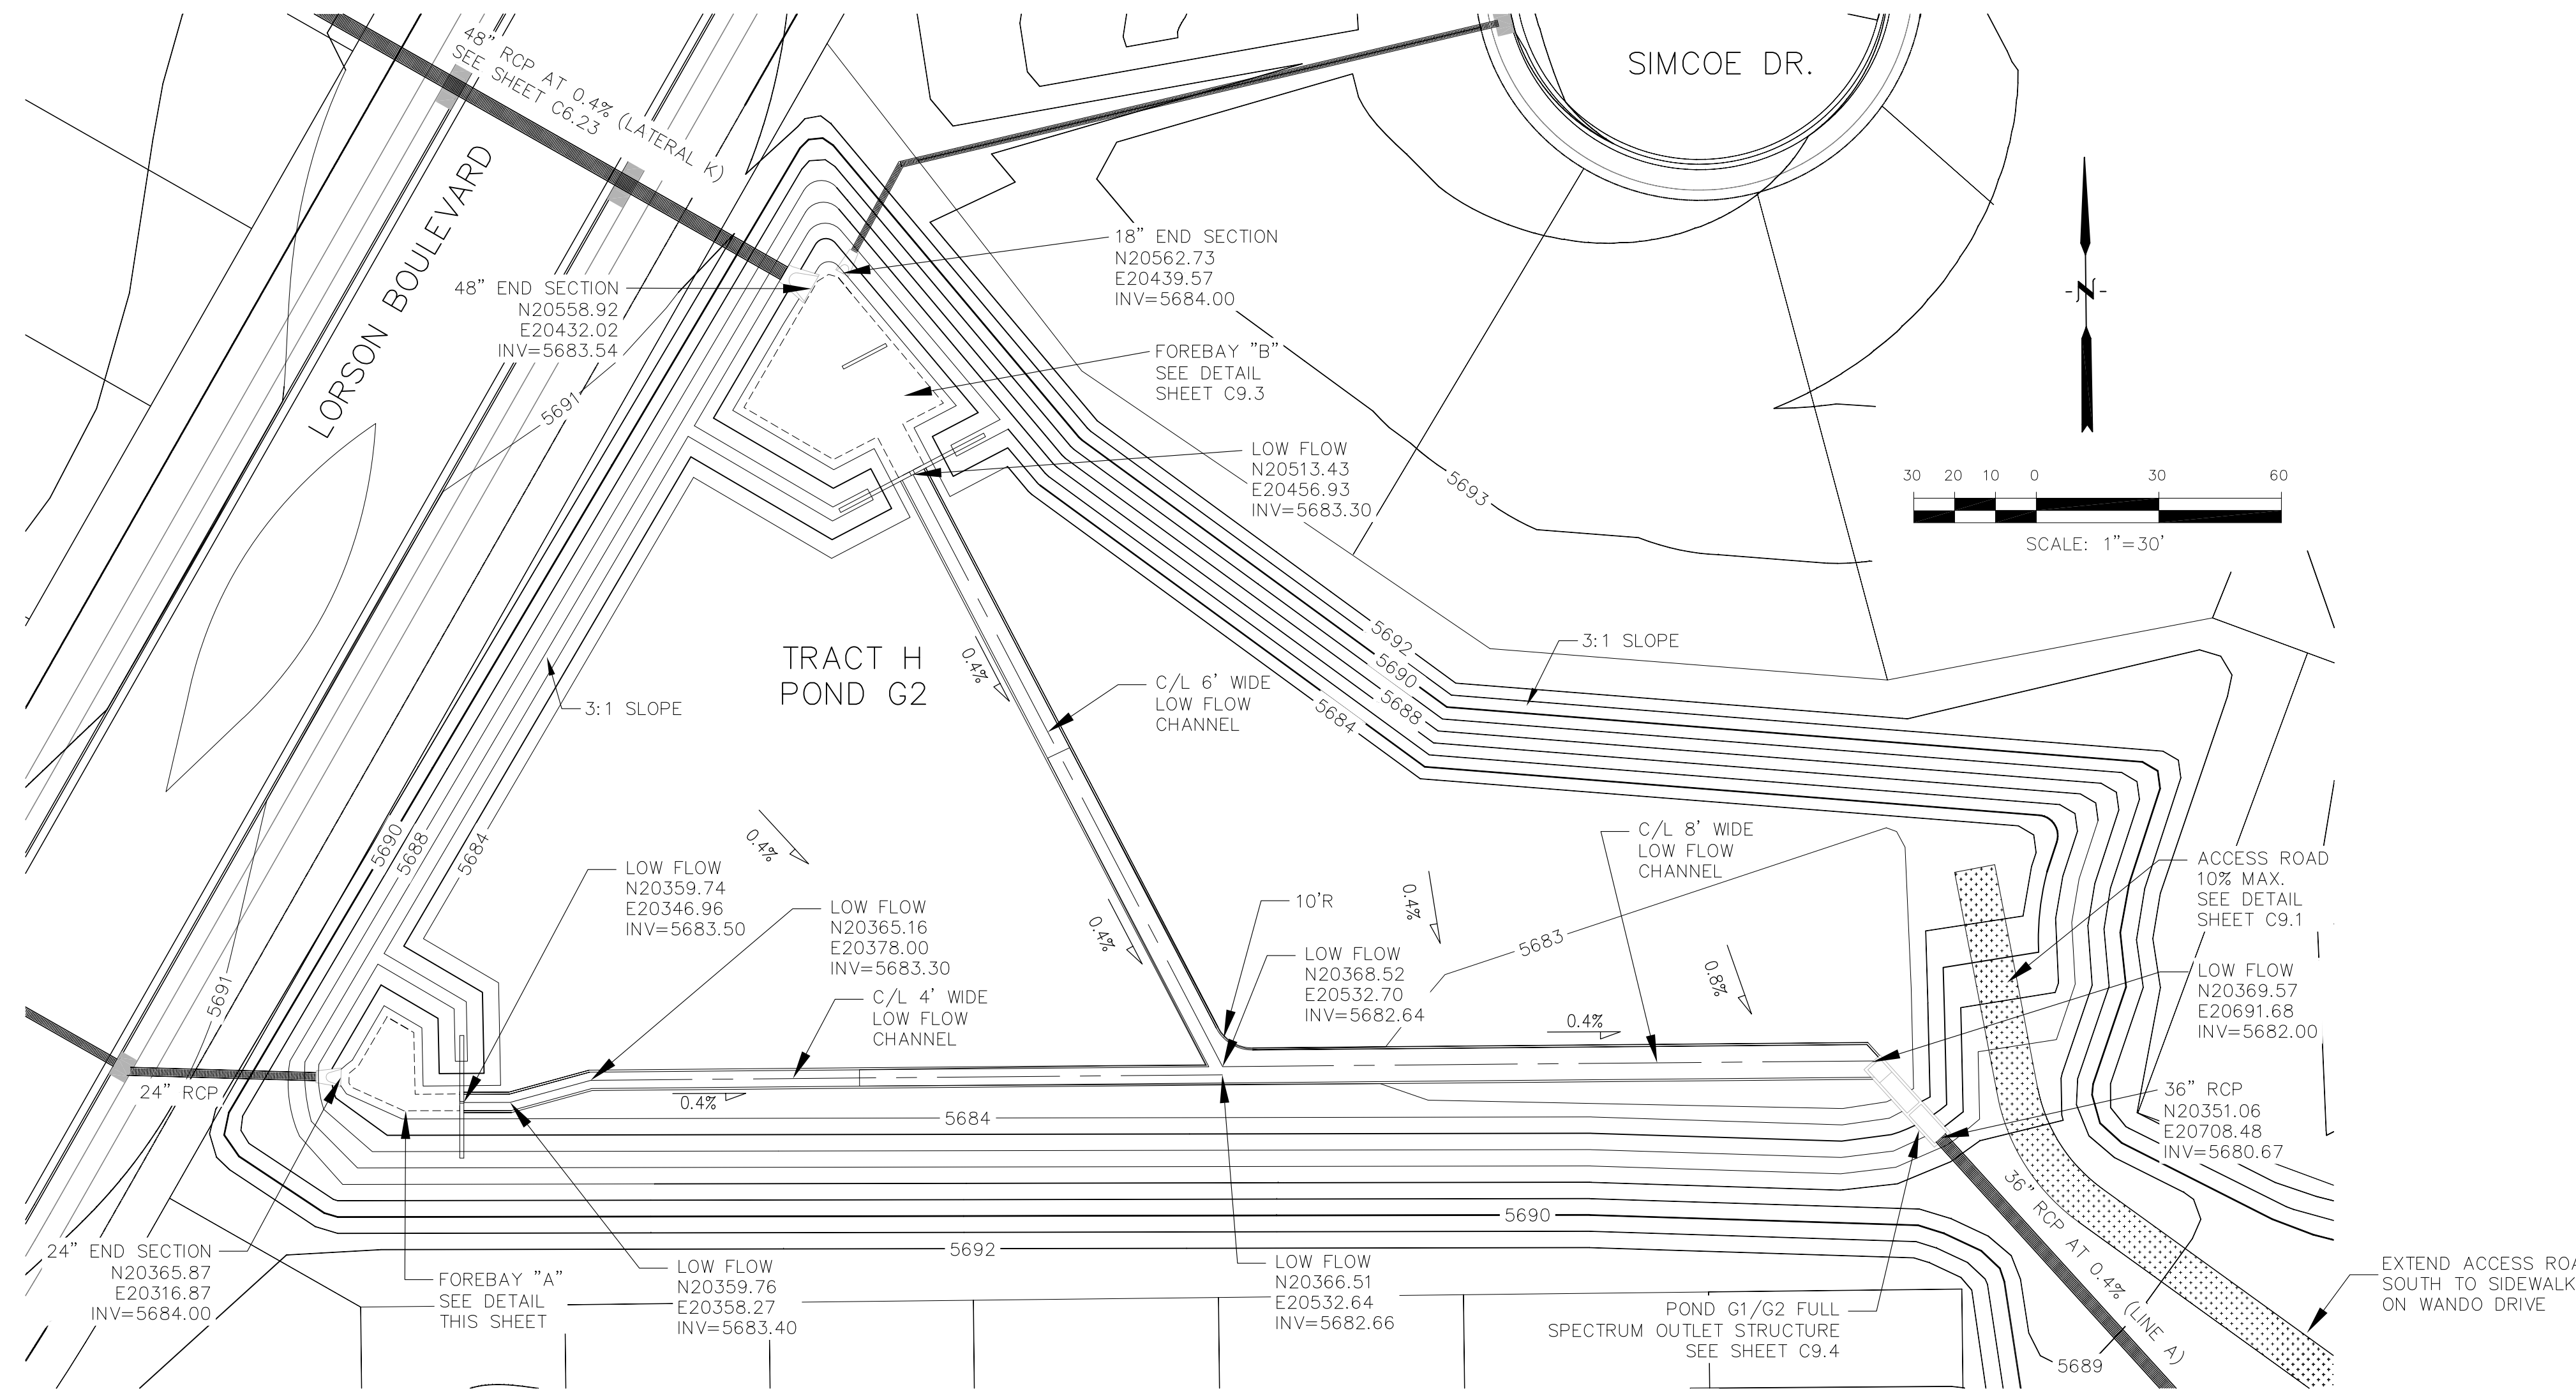 48" RCP AT 0.4% (LATERAL K)
SEE SHEET C6.23
SIMCOE DR.
LORSON BOULEVARD
18" END SECTION
N20562.73
E20439.57
INV=5684.00
48" END SECTION
N20558.92
E20432.02
INV=5683.54
-N-
FOREBAY "B"
SEE DETAIL
SHEET C9.3
5691
LOW FLOW
N20513.43
E20456.93
INV=5683.30
5693
30 20 10 0 30 60
SCALE: 1"=30'
5692
5690
5688
5684
3:1 SLOPE
TRACT H
POND G2
0.4%
C/L 6' WIDE
LOW FLOW
CHANNEL
3:1 SLOPE
5690
5688
5684
0.4%
LOW FLOW
N20359.74
E20346.96
INV=5683.50
LOW FLOW
N20365.16
E20378.00
INV=5683.30
C/L 4' WIDE
LOW FLOW
CHANNEL
0.4%
10'R
0.4%
C/L 8' WIDE
LOW FLOW
CHANNEL
5683
LOW FLOW
N20368.52
E20532.70
INV=5682.64
0.8%
0.4%
ACCESS ROAD
10% MAX.
SEE DETAIL
SHEET C9.1
LOW FLOW
N20369.57
E20691.68
INV=5682.00
36" RCP
N20351.06
E20708.48
INV=5680.67
5691
24" RCP
0.4%
5684
5690
5692
24" END SECTION
N20365.87
E20316.87
INV=5684.00
FOREBAY "A"
SEE DETAIL
THIS SHEET
LOW FLOW
N20359.76
E20358.27
INV=5683.40
LOW FLOW
N20366.51
E20532.64
INV=5682.66
POND G1/G2 FULL
SPECTRUM OUTLET STRUCTURE
SEE SHEET C9.4
36" RCP AT 0.4% (LINE A)
5689
EXTEND ACCESS ROA
SOUTH TO SIDEWALK
ON WANDO DRIVE